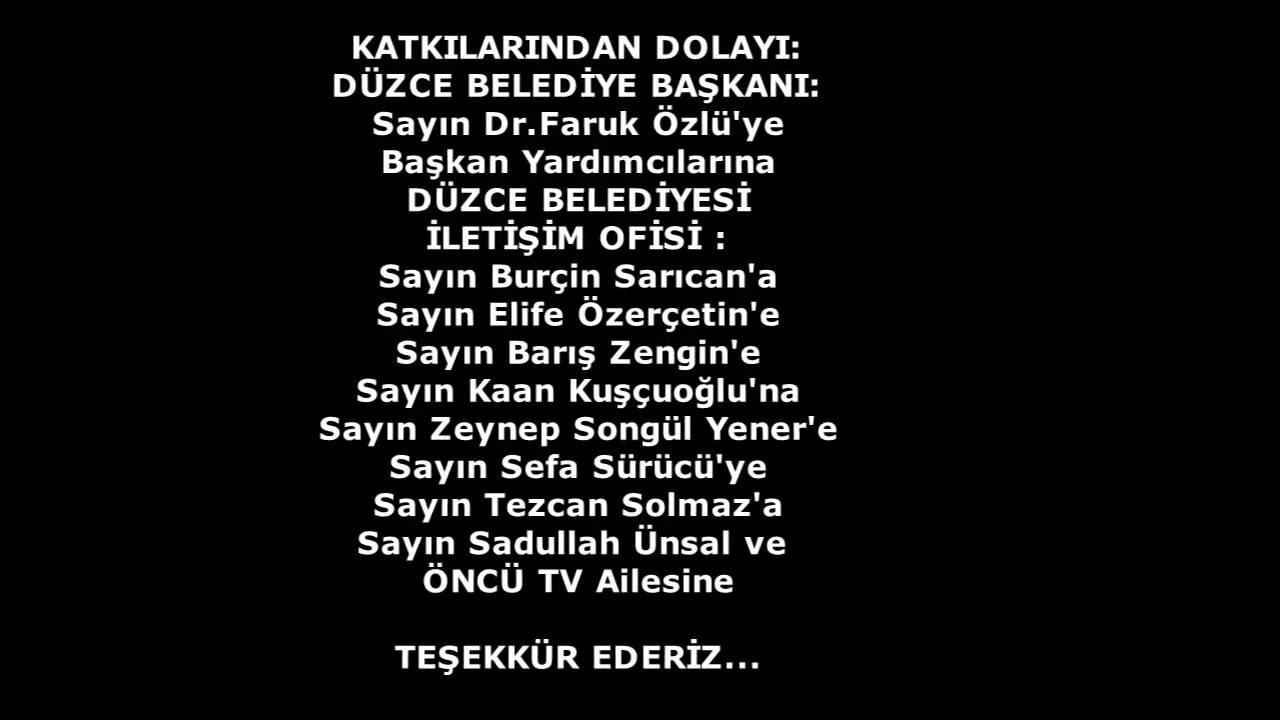 KATKILARINDAN DOLAYI:
DÜZCE BELEDİYE BAŞKANI:
Sayın Dr.Faruk Özlü'ye
Başkan Yardımcılarına
DÜZCE BELEDİYESİ
İLETİŞİM OFİSİ :
Sayın Burçin Sarıcan'a
Sayın Elife Özerçetin'e
Sayın Barış Zengin'e
Sayın Kaan Kuşçuoğlu'na
Sayın Zeynep Songül Yener'e
Sayın Sefa Sürücü'ye
Sayın Tezcan Solmaz'a
Sayın Sadullah Ünsal ve
ÖNCÜ TV Ailesine
TEŞEKKÜR EDERİZ...